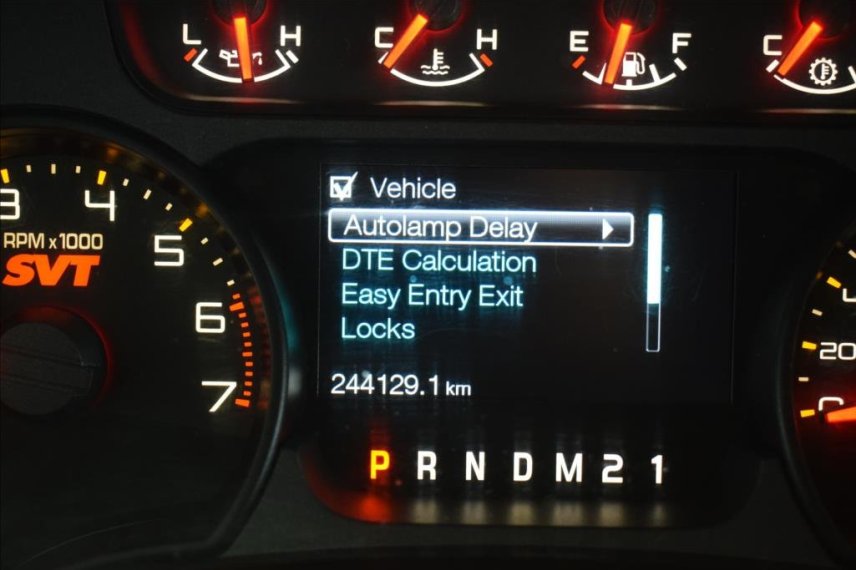 L H
C H
E F
C
3
4
5
6
7
RPM x 1000
SVT
Vehicle
Autolamp Delay
DTE Calculation
Easy Entry Exit
Locks
244129.1 km
P R N D M 2 1
20